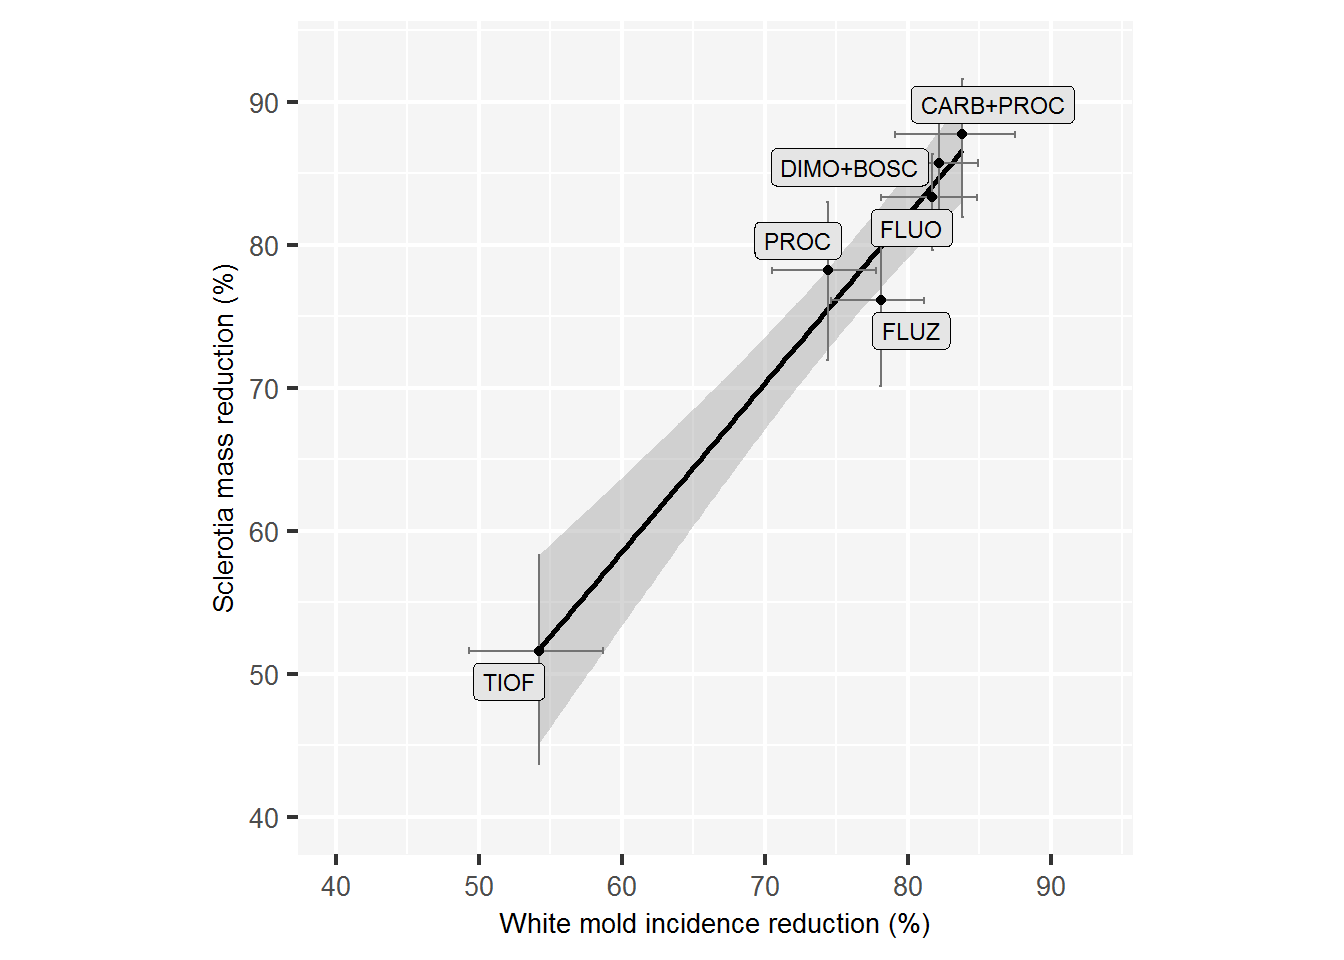 Sclerotia mass reduction (%)
90
80
70
60
50
40
CARB+PROC
DIMO+BOSC
FLUO
PROC
FLUZ
TIOF
40 50 60 70 80 90
White mold incidence reduction (%)